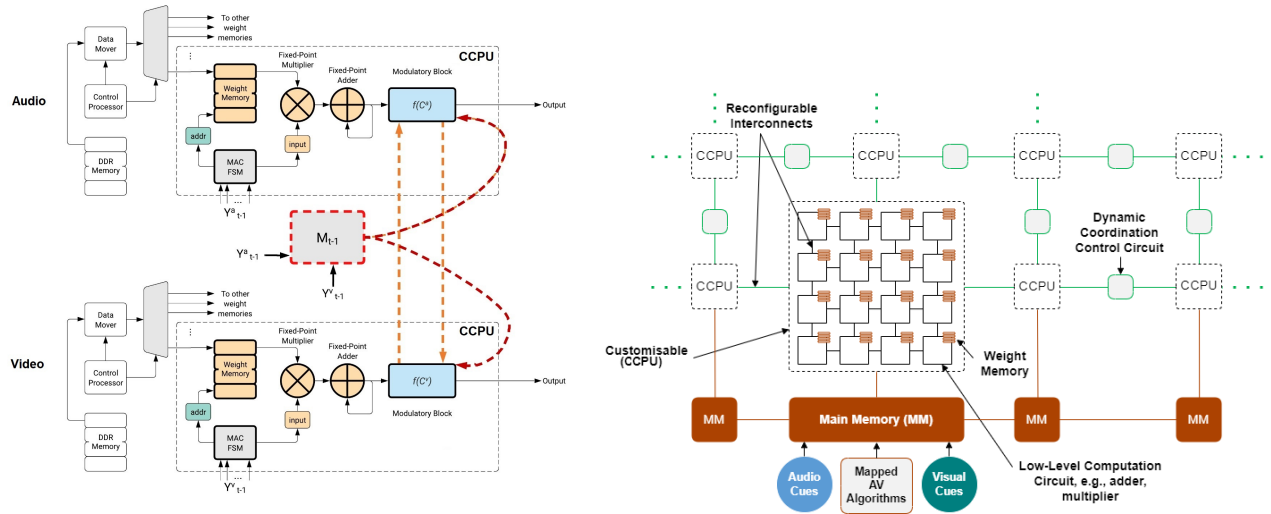 Audio
Data
Mover
To other
weight
memories
Control
Processor
DDR
Memory
CCPU
Fixed-Point
Multiplier
Fixed-Point
Adder
Modulatory Block
Weight
Memory
f(Cᵃ)
Output
addr
input
MAC
FSM
...
Yᵃ t-1
M t-1
Yᵃ t-1
Yᵛ t-1
Video
Data
Mover
To other
weight
memories
Control
Processor
DDR
Memory
CCPU
Fixed-Point
Multiplier
Fixed-Point
Adder
Weight
Memory
f(Cᵛ)
Output
Modulatory Block
addr
input
MAC
FSM
...
Yᵛ t-1
Reconfigurable
Interconnects
CCPU
CCPU
CCPU
CCPU
Dynamic
Coordination
Control Circuit
CCPU
CCPU
CCPU
Customisable
(CCPU)
Weight
Memory
MM
Main Memory (MM)
MM
MM
Audio
Cues
Mapped
AV
Algorithms
Visual
Cues
Low-Level Computation
Circuit, e.g., adder,
multiplier